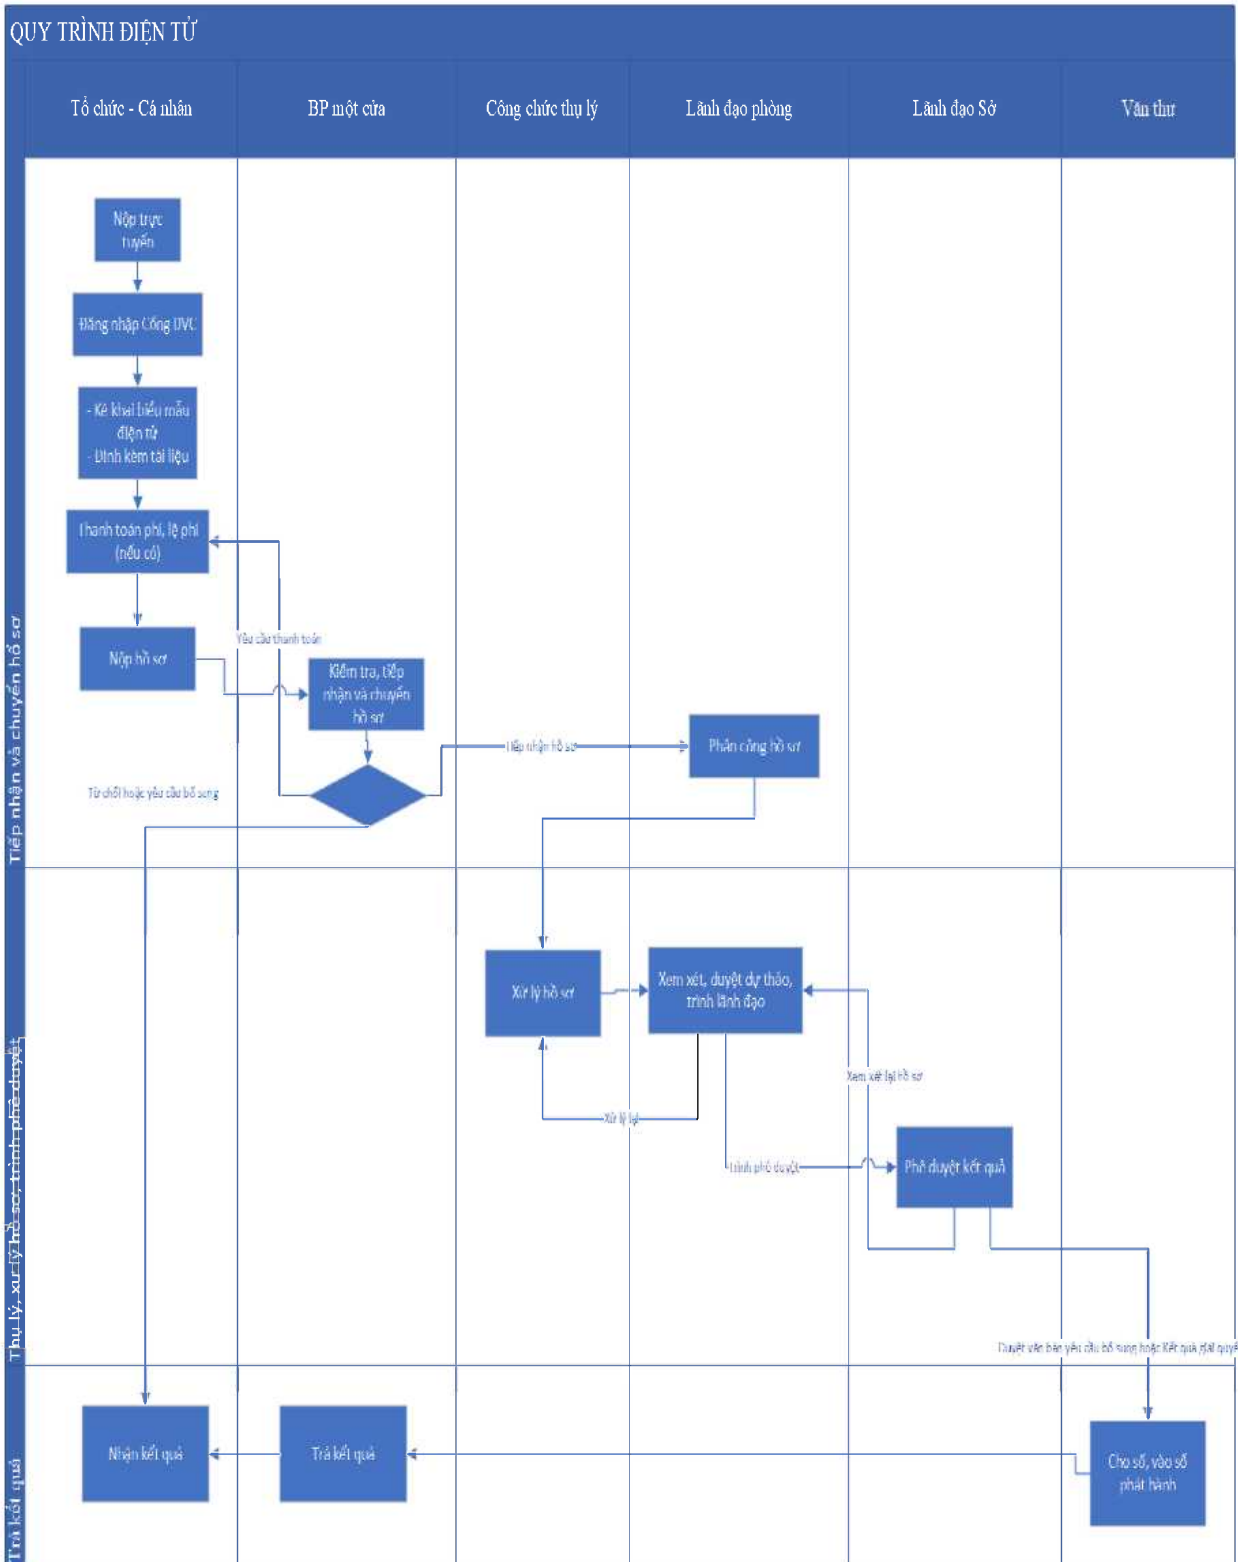 QUY TRÌNH ĐIỆN TỬ
Tổ chức - Cá nhân
BP một cửa
Công chức thụ lý
Lãnh đạo phòng
Lãnh đạo Sở
Văn thư
Tiếp nhận và chuyển hồ sơ
Nộp trực
tuyến
Đăng nhập Cổng DVC
- Kê khai biểu mẫu
điện tử
- Đính kèm tài liệu
Thanh toán phí, lệ phí
(nếu có)
Yêu cầu thanh toán
Nộp hồ sơ
Kiểm tra, tiếp
nhận và chuyển
hồ sơ
Tiếp nhận hồ sơ
Phân công hồ sơ
Từ chối hoặc yêu cầu bổ sung
Thụ lý, xử lý hồ sơ, trình phê duyệt
Xử lý hồ sơ
Xem xét, duyệt dự thảo,
trình lãnh đạo
Xem xét lại hồ sơ
Xử lý lại
Trình phê duyệt
Phê duyệt kết quả
Duyệt văn bản yêu cầu bổ sung hoặc Kết quả giải quyế
Trả kết quả
Nhận kết quả
Trả kết quả
Cho số, vào sổ
phát hành